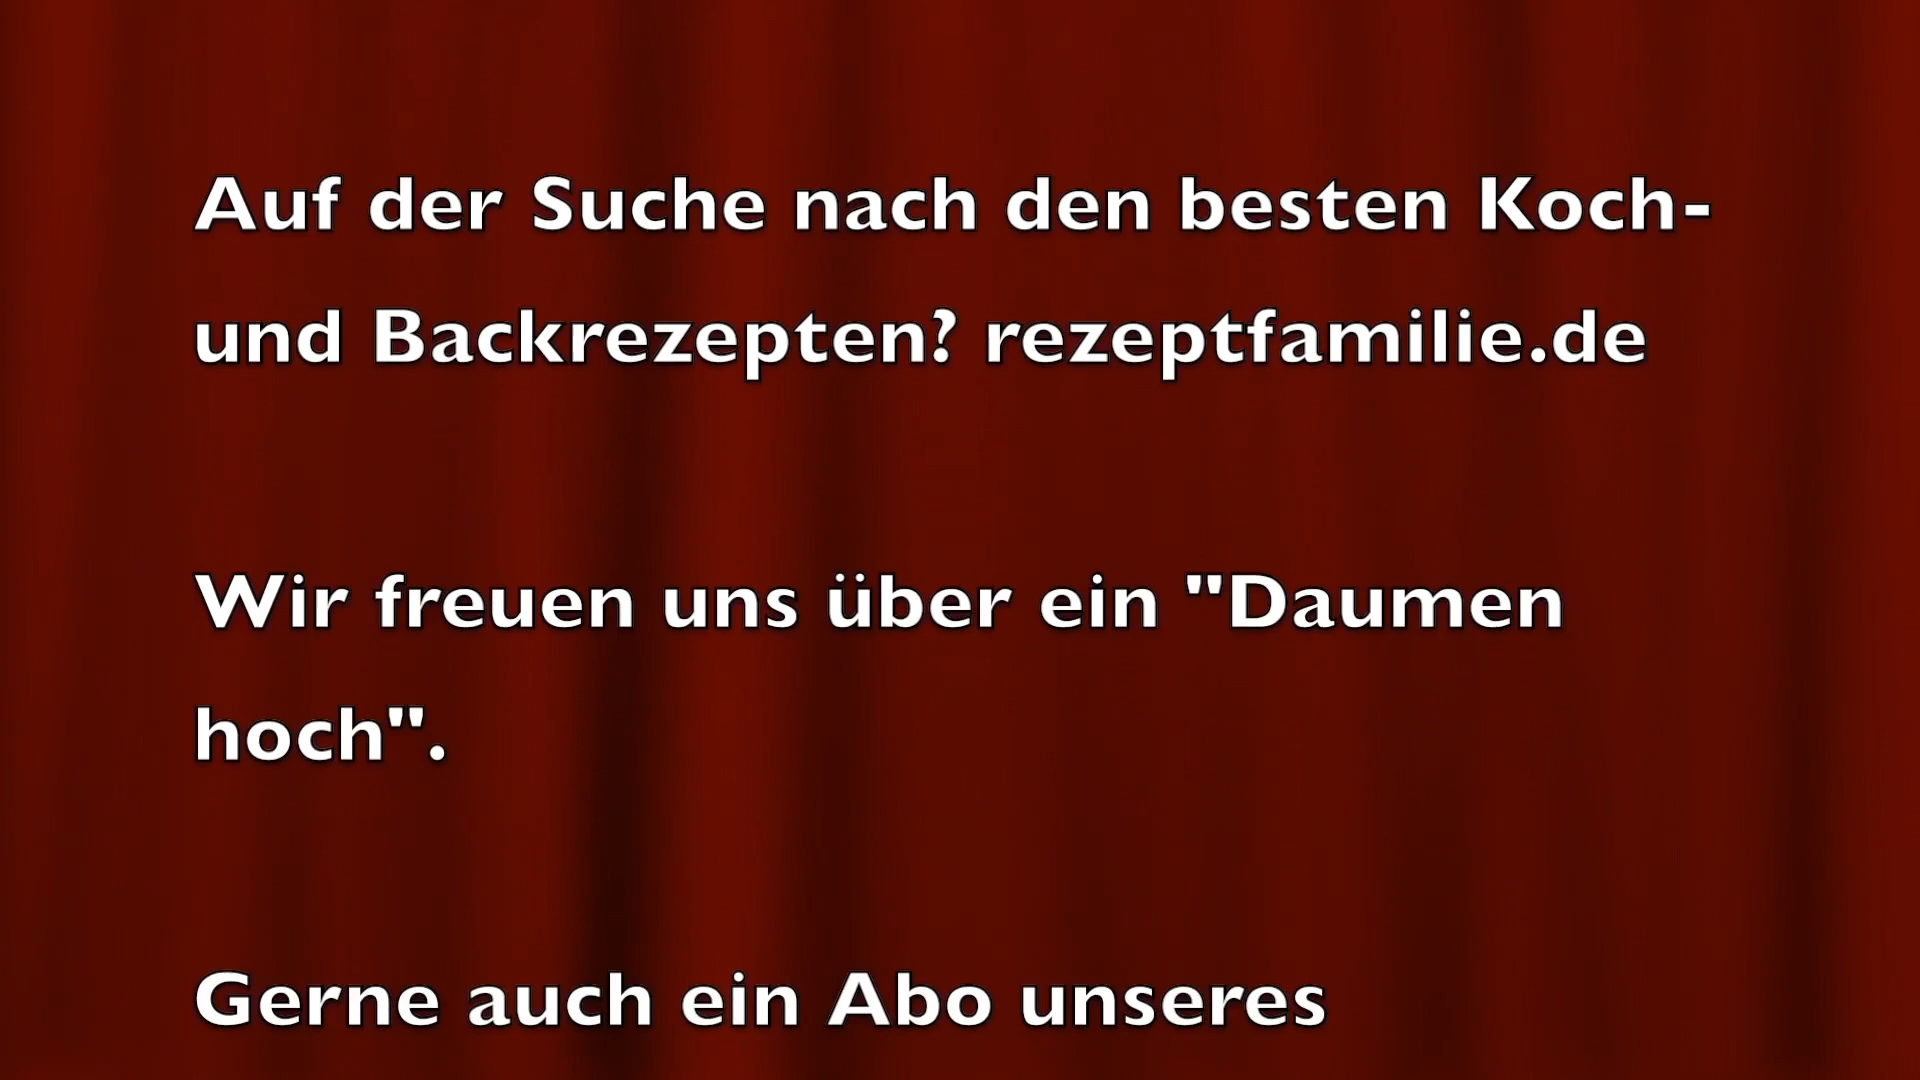 Auf der Suche nach den besten Koch-
und Backrezepten? rezeptfamilie.de
Wir freuen uns über ein "Daumen
hoch".
Gerne auch ein Abo unseres